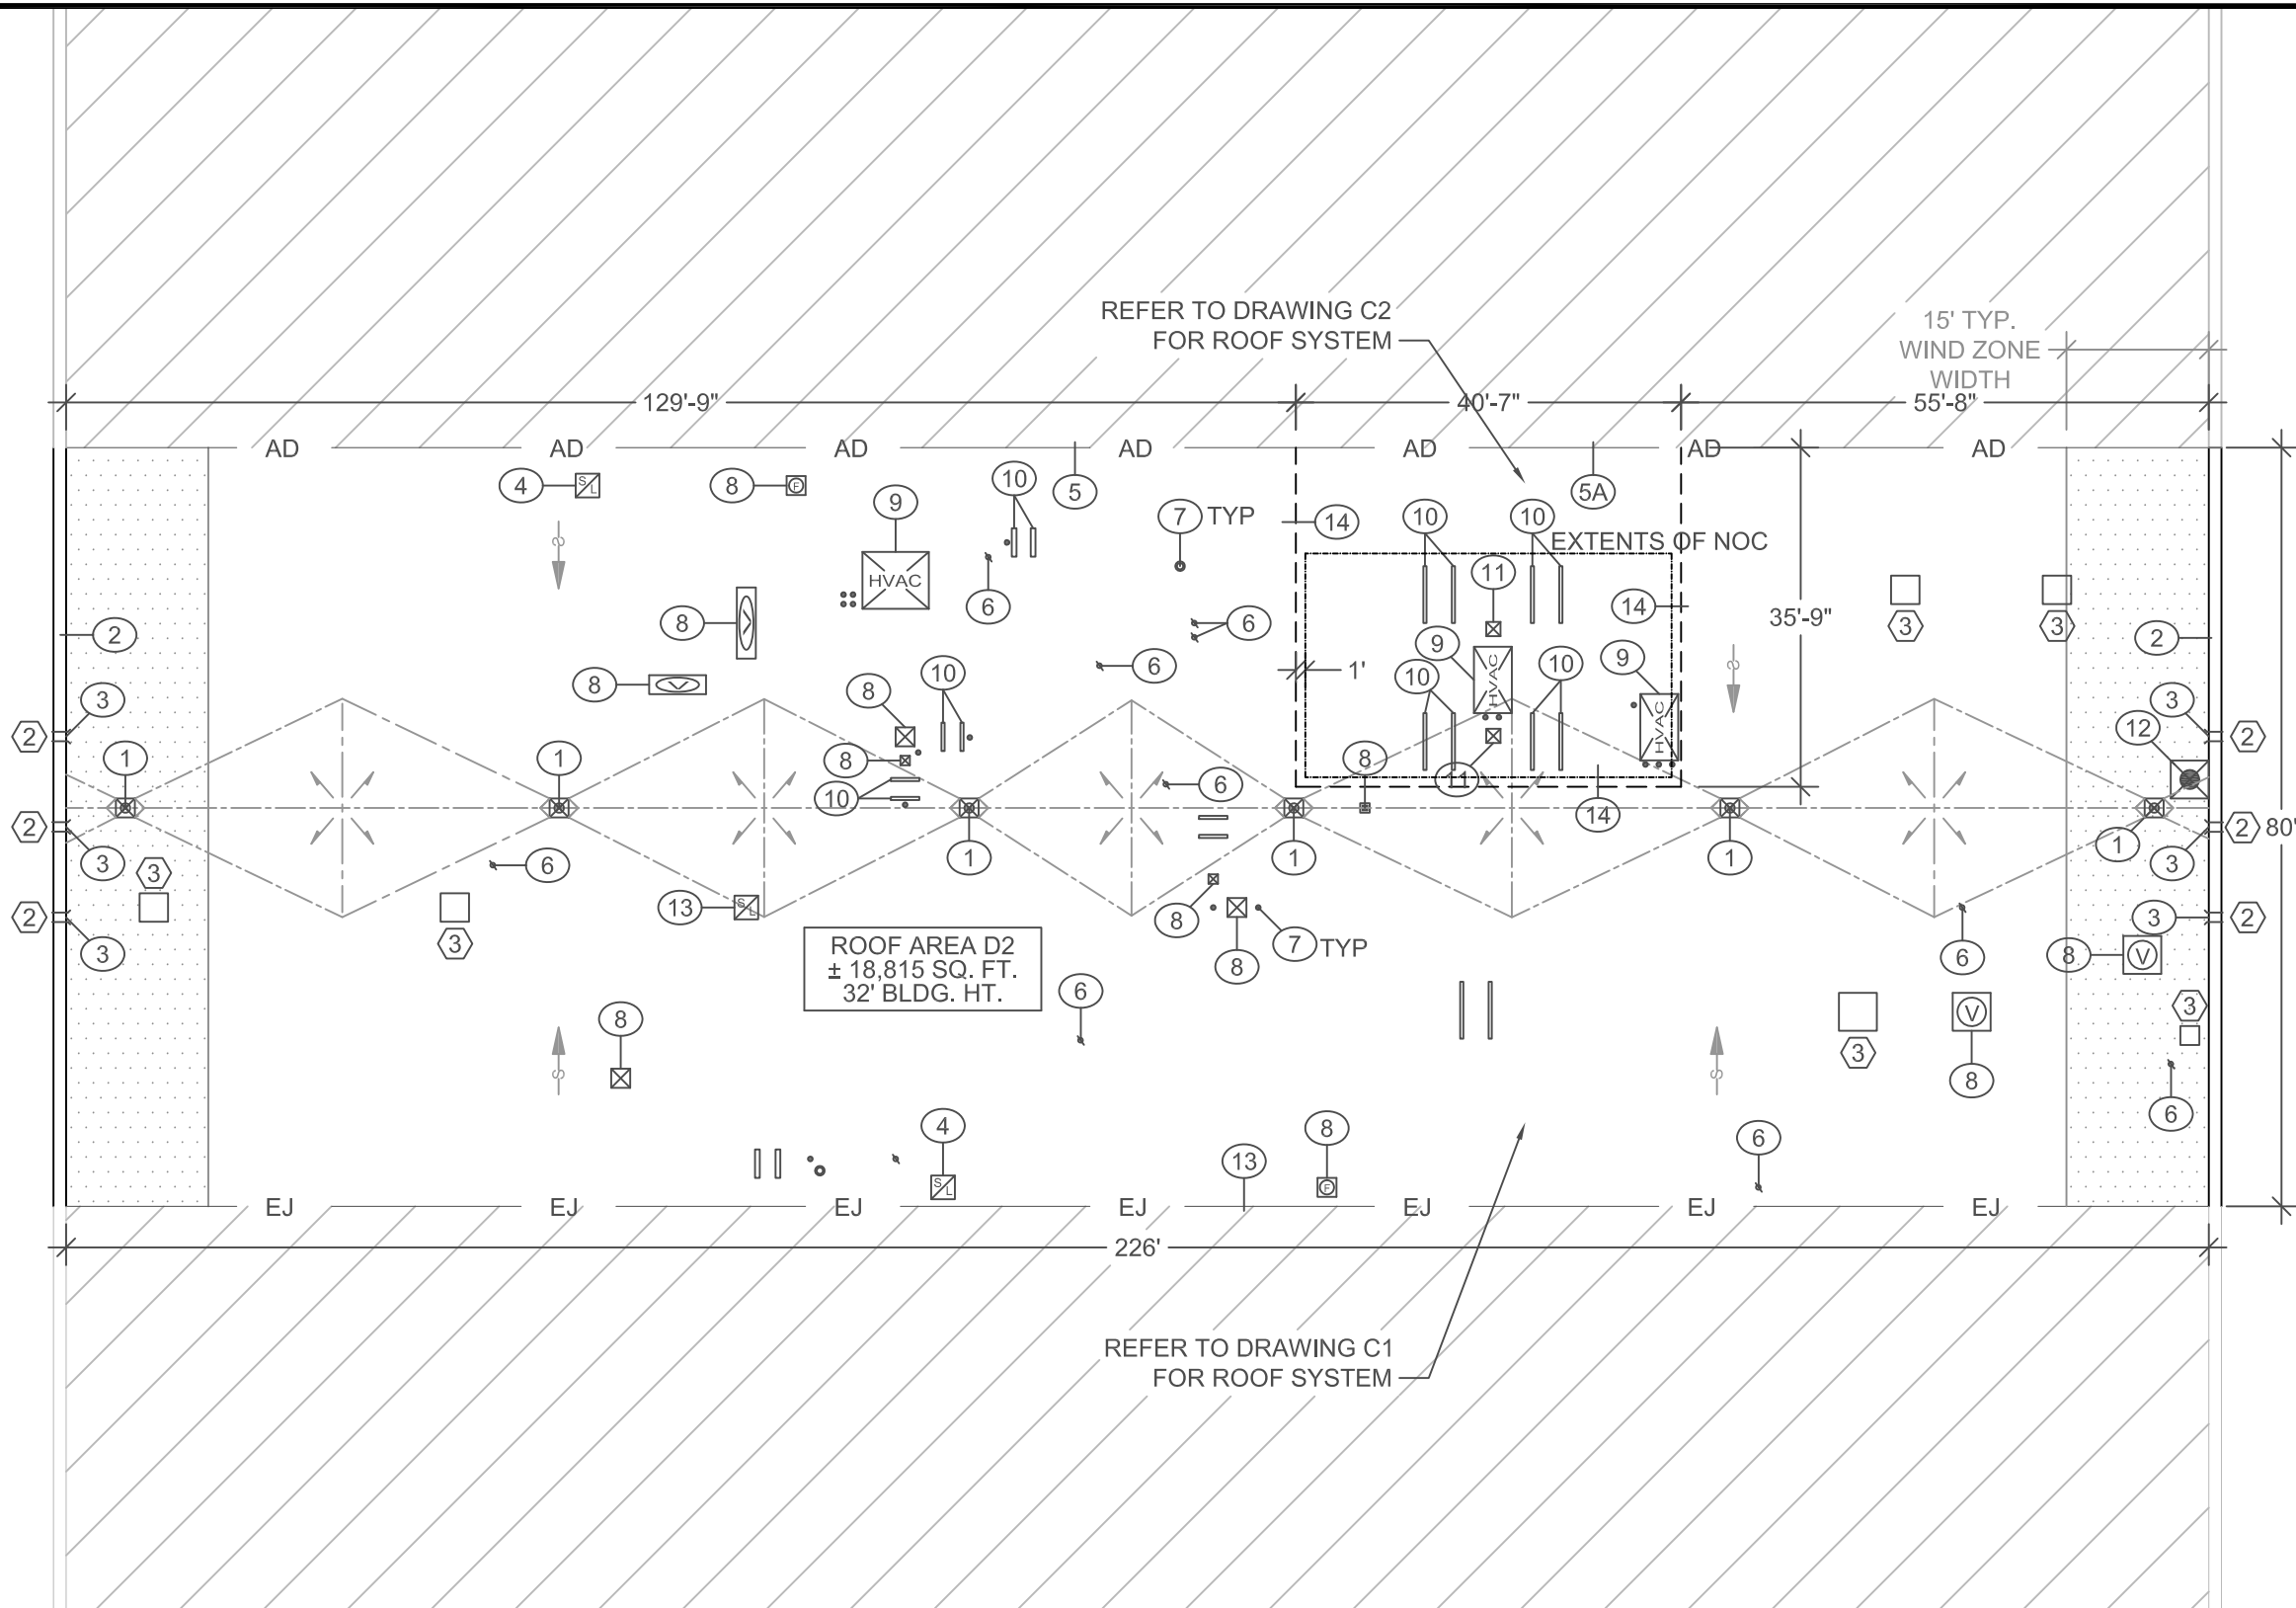 REFER TO DRAWING C2
FOR ROOF SYSTEM
15' TYP.
WIND ZONE
WIDTH
129'-9"
40'-7"
55'-8"
AD AD AD AD AD AD AD
4 S L
8 F
9
10
5
7 TYP
14
10
10
5A
EXTENTS OF NOC
HVAC
S
6
11
14
35'-9"
3
3
2
8
6
9
HVAC
9
S
2
8
6
1'
10
10
10
8
3
3
12
2
2
1
1
8
8
11
HVAC
10
6
14
2
3
1
1
1
1
3
2
80'
3
6
8
7 TYP
3
2
2
3
3
13 S L
8
6
8 V
ROOF AREA D2
± 18,815 SQ. FT.
32' BLDG. HT.
6
8
3
V
3
S
S
8
6
4
S L
13
8
F
6
EJ EJ EJ EJ EJ EJ EJ
226'
REFER TO DRAWING C1
FOR ROOF SYSTEM